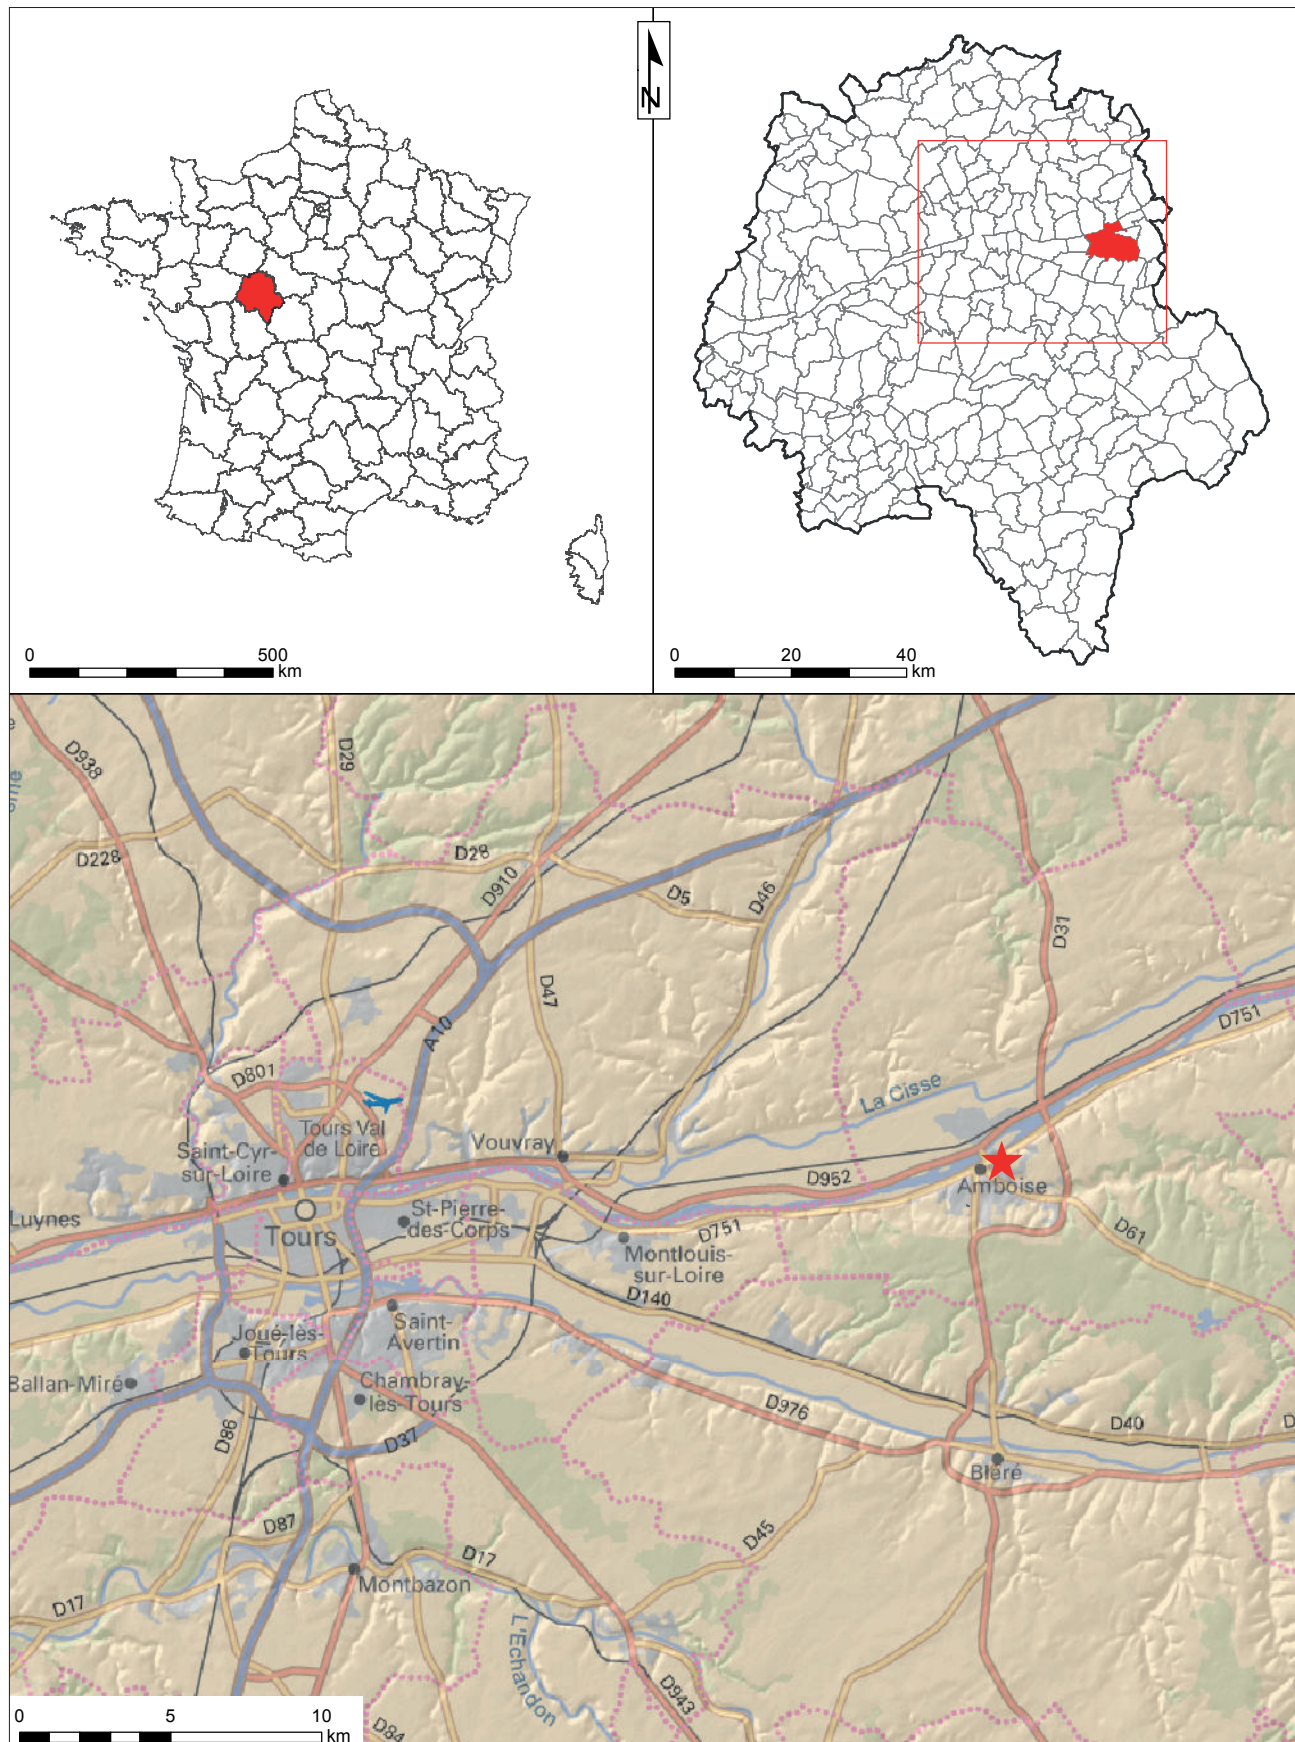 N
0 500
km
0 20 40
km
D938
D29
D228
D28
D910
D5
D46
D31
D47
A10
D751
D801
La Cisse
Tours Val
de Loire
Saint-Cyr-
sur-Loire
Vouvray
D952
Amboise
Luynes
St-Pierre-
des-Corps
Tours
D751
Montlouis-
sur-Loire
D61
D140
Saint-
Avertin
Joué-lès-
Tours
Ballan-Miré
Chambray-
lès-Tours
D976
D40
D86
D37
Bléré
D87
D45
D17
Montbazon
D17
L'Echandon
D943
D84
0 5 10
km